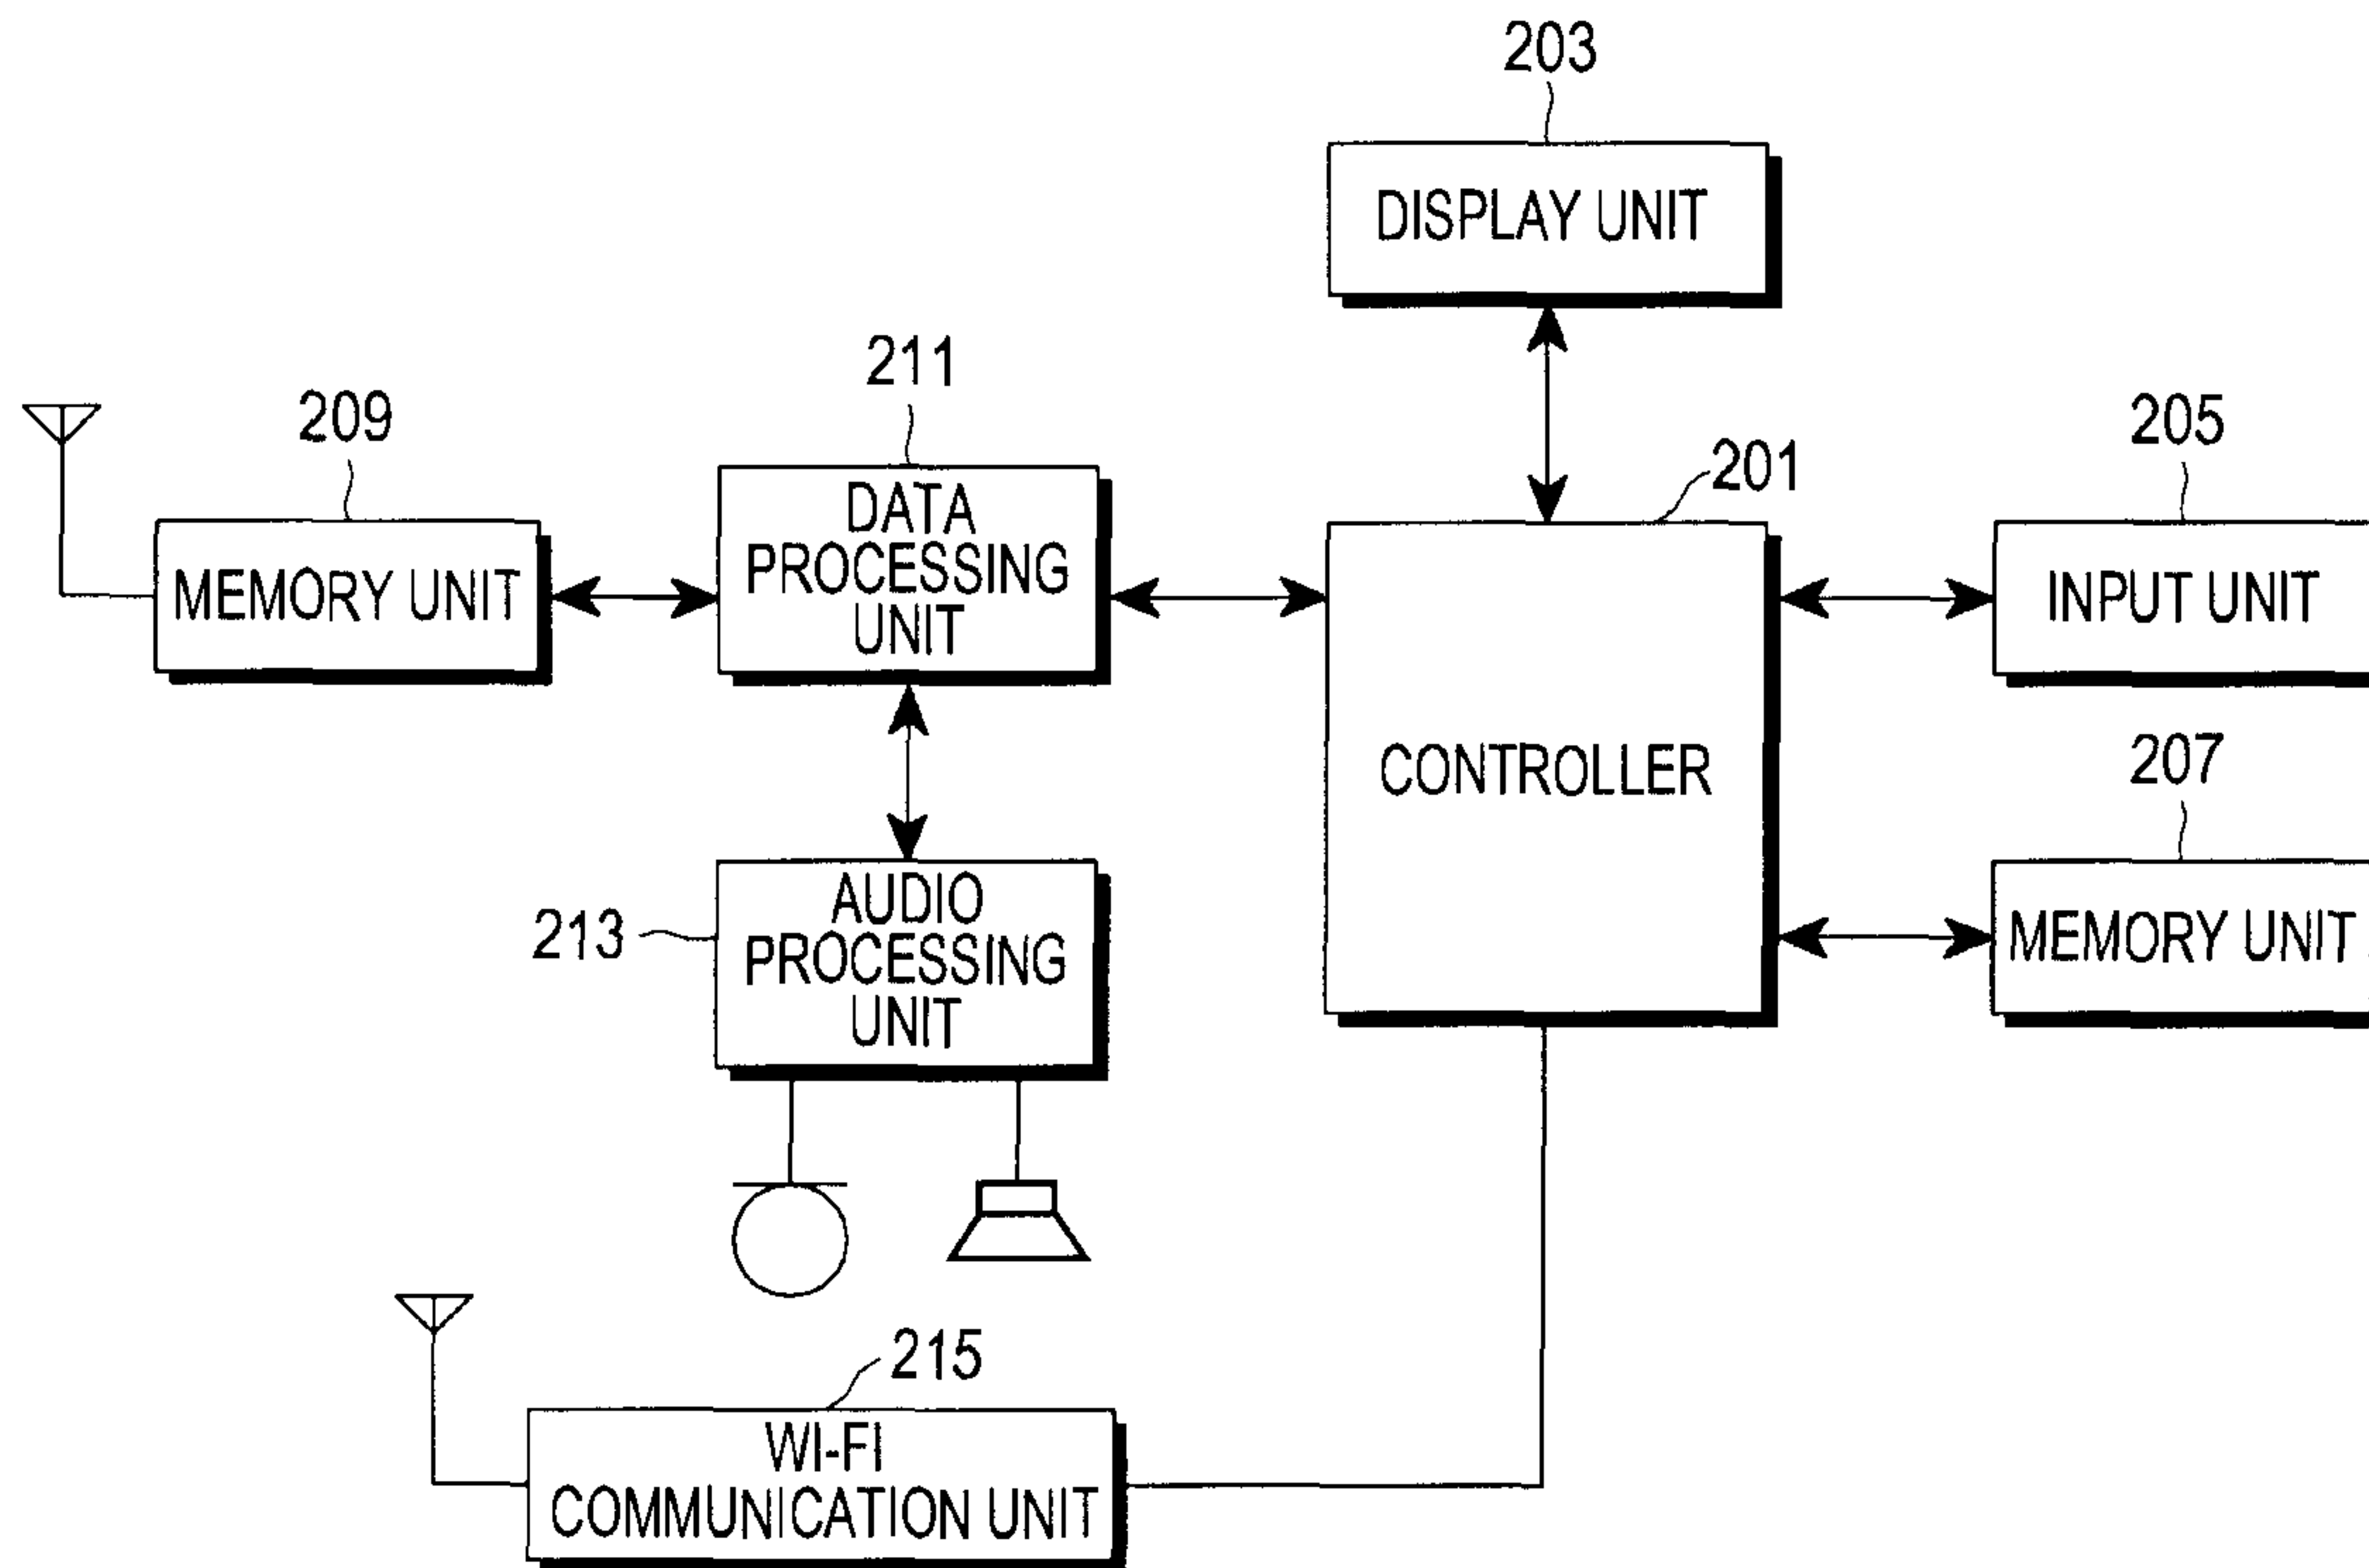 203
DISPLAY UNIT
211
209
205
201
DATA
PROCESSING
UNIT
MEMORY UNIT
INPUT UNIT
CONTROLLER
207
AUDIO
PROCESSING
UNIT
213
MEMORY UNIT
215
WI-FI
COMMUNICATION UNIT